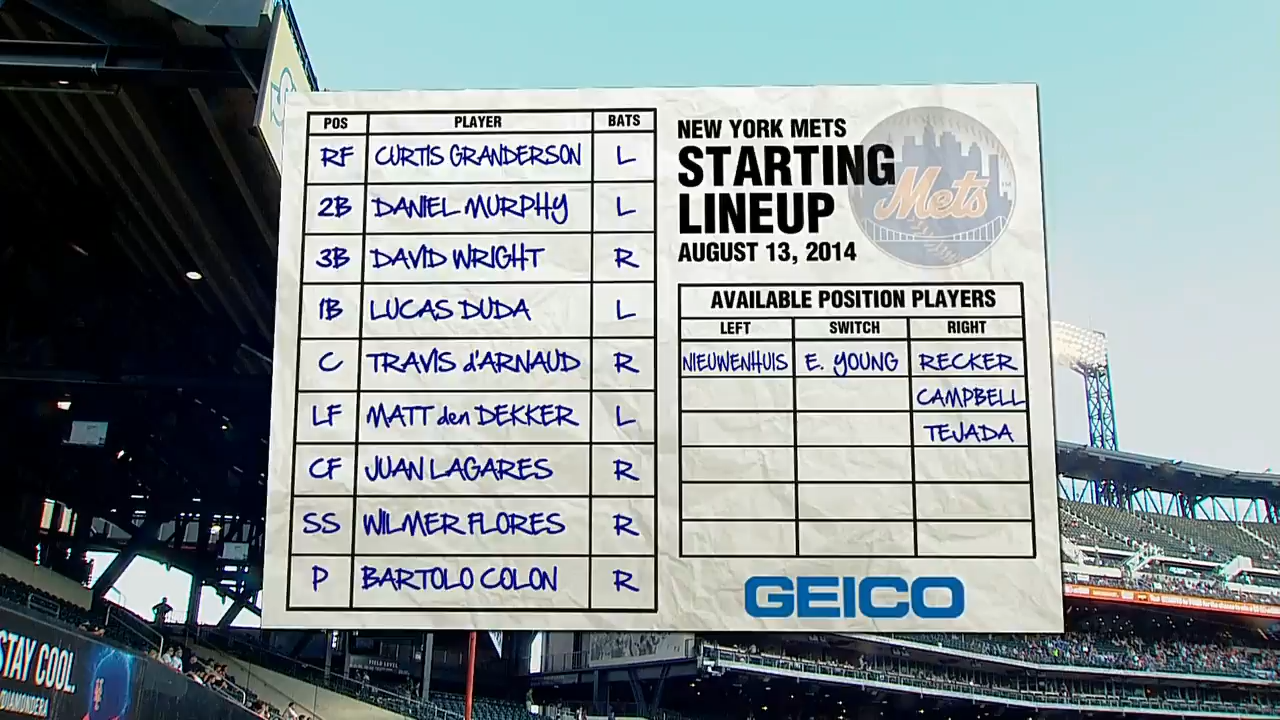 POS PLAYER BATS
RF CURTIS GRANDERSON L
2B DANIEL MURPHY L
3B DAVID WRIGHT R
1B LUCAS DUDA L
C TRAVIS d'ARNAUD R
LF MATT den DEKKER L
CF JUAN LAGARES R
SS WILMER FLORES R
P BARTOLO COLON R
NEW YORK METS
STARTING
LINEUP
AUGUST 13, 2014
Mets
AVAILABLE POSITION PLAYERS
LEFT SWITCH RIGHT
NIEUWENHUIS E. YOUNG RECKER
CAMPBELL
TEJADA
GEICO
STAY COOL.